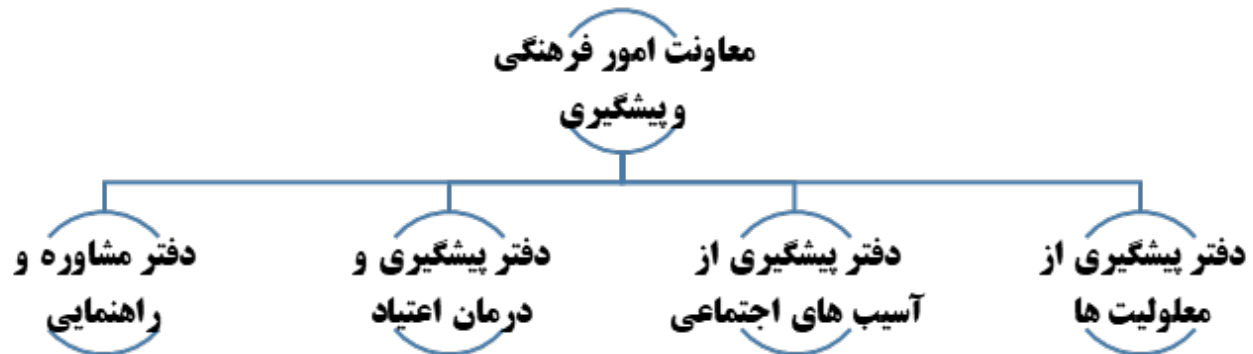 معاونت امور فرهنگی
و پیشگیری
دفتر پیشگیری از
معلولیت ها
دفتر پیشگیری از
آسیب های اجتماعی
دفتر پیشگیری و
درمان اعتیاد
دفتر مشاوره و
راهنمایی